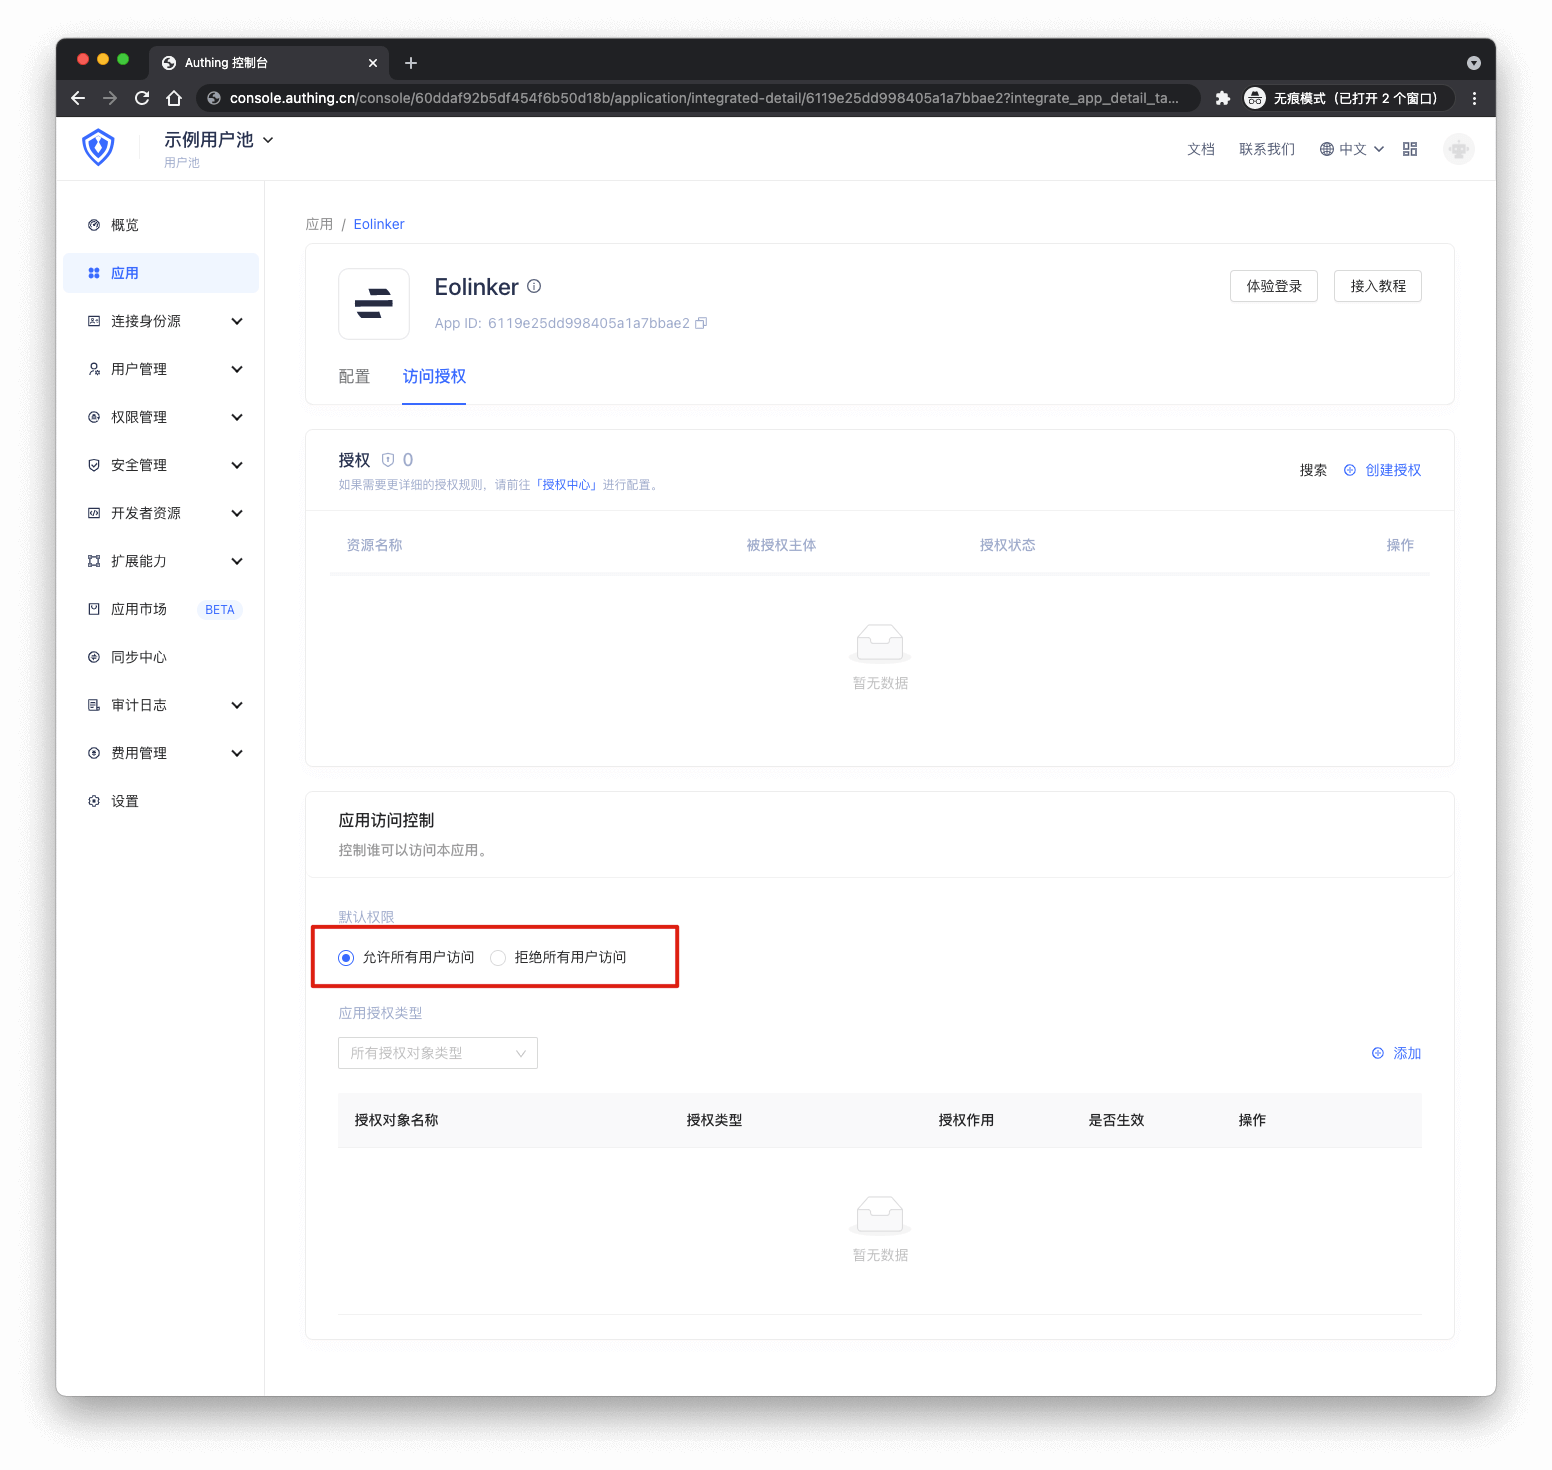 Authing 控制台
console.authing.cn/console/60ddaf92b5df454f6b50d18b/application/integrated-detail/6119e25dd998405a1a7bbae2?integrate_app_detail_ta...
无痕模式（已打开 2 个窗口）
示例用户池
用户池
文档
联系我们
中文
概览
应用
连接身份源
用户管理
权限管理
安全管理
开发者资源
扩展能力
应用市场 BETA
同步中心
审计日志
费用管理
设置
应用 / Eolinker
Eolinker
App ID: 6119e25dd998405a1a7bbae2
体验登录
接入教程
配置
访问授权
授权 0
如果需要更详细的授权规则，请前往「授权中心」进行配置。
搜索
创建授权
资源名称 被授权主体 授权状态 操作
暂无数据
应用访问控制
控制谁可以访问本应用。
默认权限
允许所有用户访问 拒绝所有用户访问
应用授权类型
所有授权对象类型
添加
授权对象名称 授权类型 授权作用 是否生效 操作
暂无数据